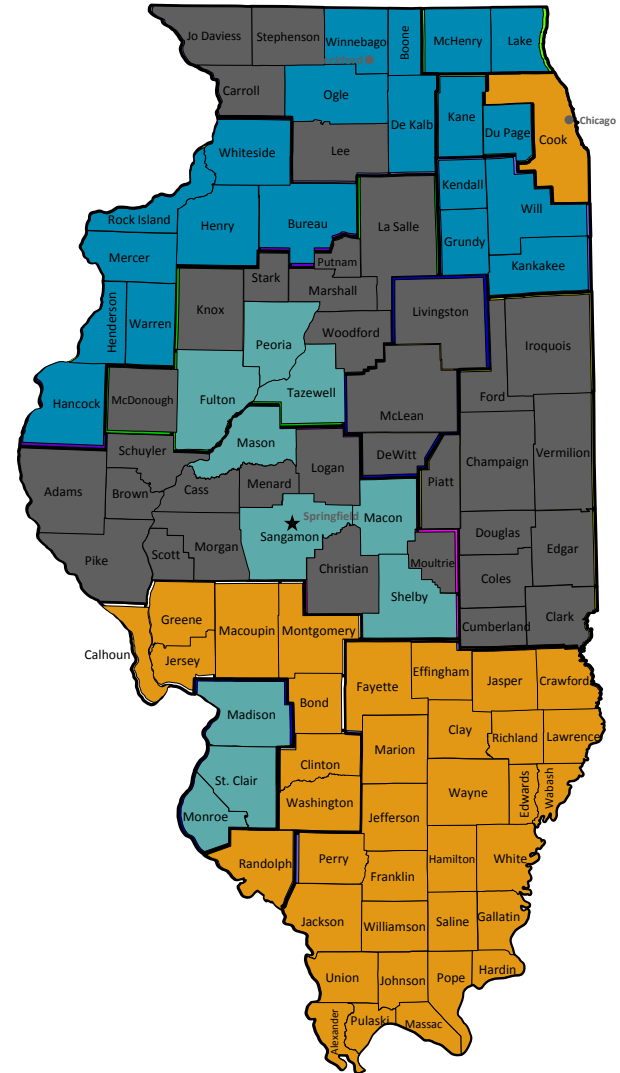 Jo Daviess
Stephenson
Winnebago
Boone
McHenry
Lake
Carroll
Ogle
De Kalb
Kane
Du Page
Cook
Chicago
Whiteside
Lee
Kendall
Will
Rock Island
Henry
Bureau
La Salle
Grundy
Kankakee
Mercer
Putnam
Stark
Marshall
Henderson
Warren
Knox
Peoria
Woodford
Livingston
Iroquois
Hancock
McDonough
Fulton
Tazewell
McLean
Ford
Mason
Schuyler
Logan
DeWitt
Champaign
Vermilion
Adams
Brown
Cass
Menard
Piatt
Springfield
Macon
Sangamon
Pike
Scott
Morgan
Christian
Moultrie
Douglas
Edgar
Coles
Shelby
Cumberland
Clark
Greene
Macoupin
Montgomery
Calhoun
Jersey
Effingham
Fayette
Jasper
Crawford
Madison
Bond
Clay
Richland
Lawrence
Marion
Clinton
St. Clair
Washington
Wayne
Edwards
Wabash
Monroe
Jefferson
Randolph
Perry
Hamilton
White
Franklin
Jackson
Williamson
Saline
Gallatin
Union
Johnson
Pope
Hardin
Alexander
Pulaski
Massac